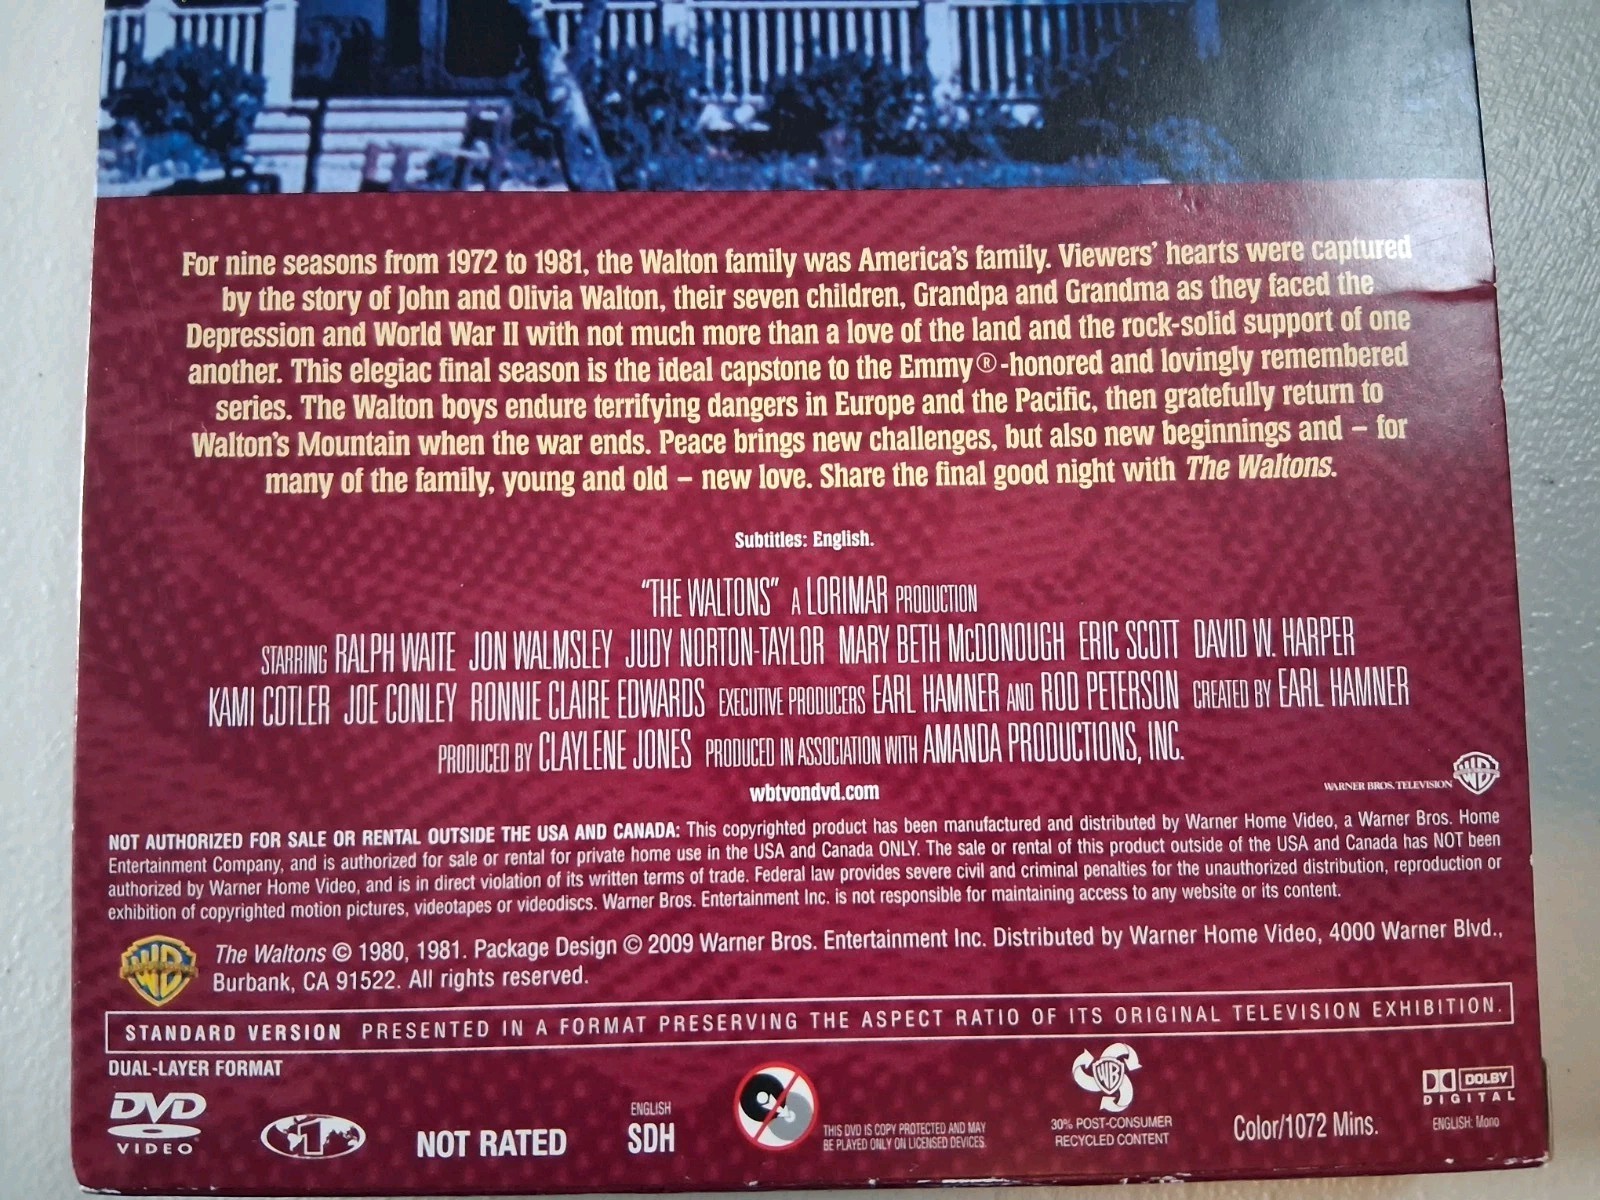 For nine seasons from 1972 to 1981, the Walton family was America's family. Viewers' hearts were captured
by the story of John and Olivia Walton, their seven children, Grandpa and Grandma as they faced the
Depression and World War II with not much more than a love of the land and the rock-solid support of one
another. This elegiac final season is the ideal capstone to the Emmy®-honored and lovingly remembered
series. The Walton boys endure terrifying dangers in Europe and the Pacific, then gratefully return to
Walton's Mountain when the war ends. Peace brings new challenges, but also new beginnings and – for
many of the family, young and old – new love. Share the final good night with The Waltons.
Subtitles: English.
"THE WALTONS" A LORIMAR PRODUCTION
STARRING RALPH WAITE JON WALMSLEY JUDY NORTON-TAYLOR MARY BETH McDONOUGH ERIC SCOTT DAVID W. HARPER
KAMI COTLER JOE CONLEY RONNIE CLAIRE EDWARDS EXECUTIVE PRODUCERS EARL HAMNER AND ROD PETERSON CREATED BY EARL HAMNER
PRODUCED BY CLAYLENE JONES PRODUCED IN ASSOCIATION WITH AMANDA PRODUCTIONS, INC.
wbtvondvd.com
WARNER BROS. TELEVISION WB
NOT AUTHORIZED FOR SALE OR RENTAL OUTSIDE THE USA AND CANADA: This copyrighted product has been manufactured and distributed by Warner Home Video, a Warner Bros. Home
Entertainment Company, and is authorized for sale or rental for private home use in the USA and Canada ONLY. The sale or rental of this product outside of the USA and Canada has NOT been
authorized by Warner Home Video, and is in direct violation of its written terms of trade. Federal law provides severe civil and criminal penalties for the unauthorized distribution, reproduction or
exhibition of copyrighted motion pictures, videotapes or videodiscs. Warner Bros. Entertainment Inc. is not responsible for maintaining access to any website or its content.
WB The Waltons © 1980, 1981. Package Design © 2009 Warner Bros. Entertainment Inc. Distributed by Warner Home Video, 4000 Warner Blvd.,
Burbank, CA 91522. All rights reserved.
STANDARD VERSION PRESENTED IN A FORMAT PRESERVING THE ASPECT RATIO OF ITS ORIGINAL TELEVISION EXHIBITION.
DUAL-LAYER FORMAT
DVD
VIDEO
1
NOT RATED
ENGLISH
SDH
THIS DVD IS COPY PROTECTED AND MAY
BE PLAYED ONLY ON LICENSED DEVICES.
WB
30% POST-CONSUMER
RECYCLED CONTENT
Color/1072 Mins.
DOLBY
DIGITAL
ENGLISH: Mono